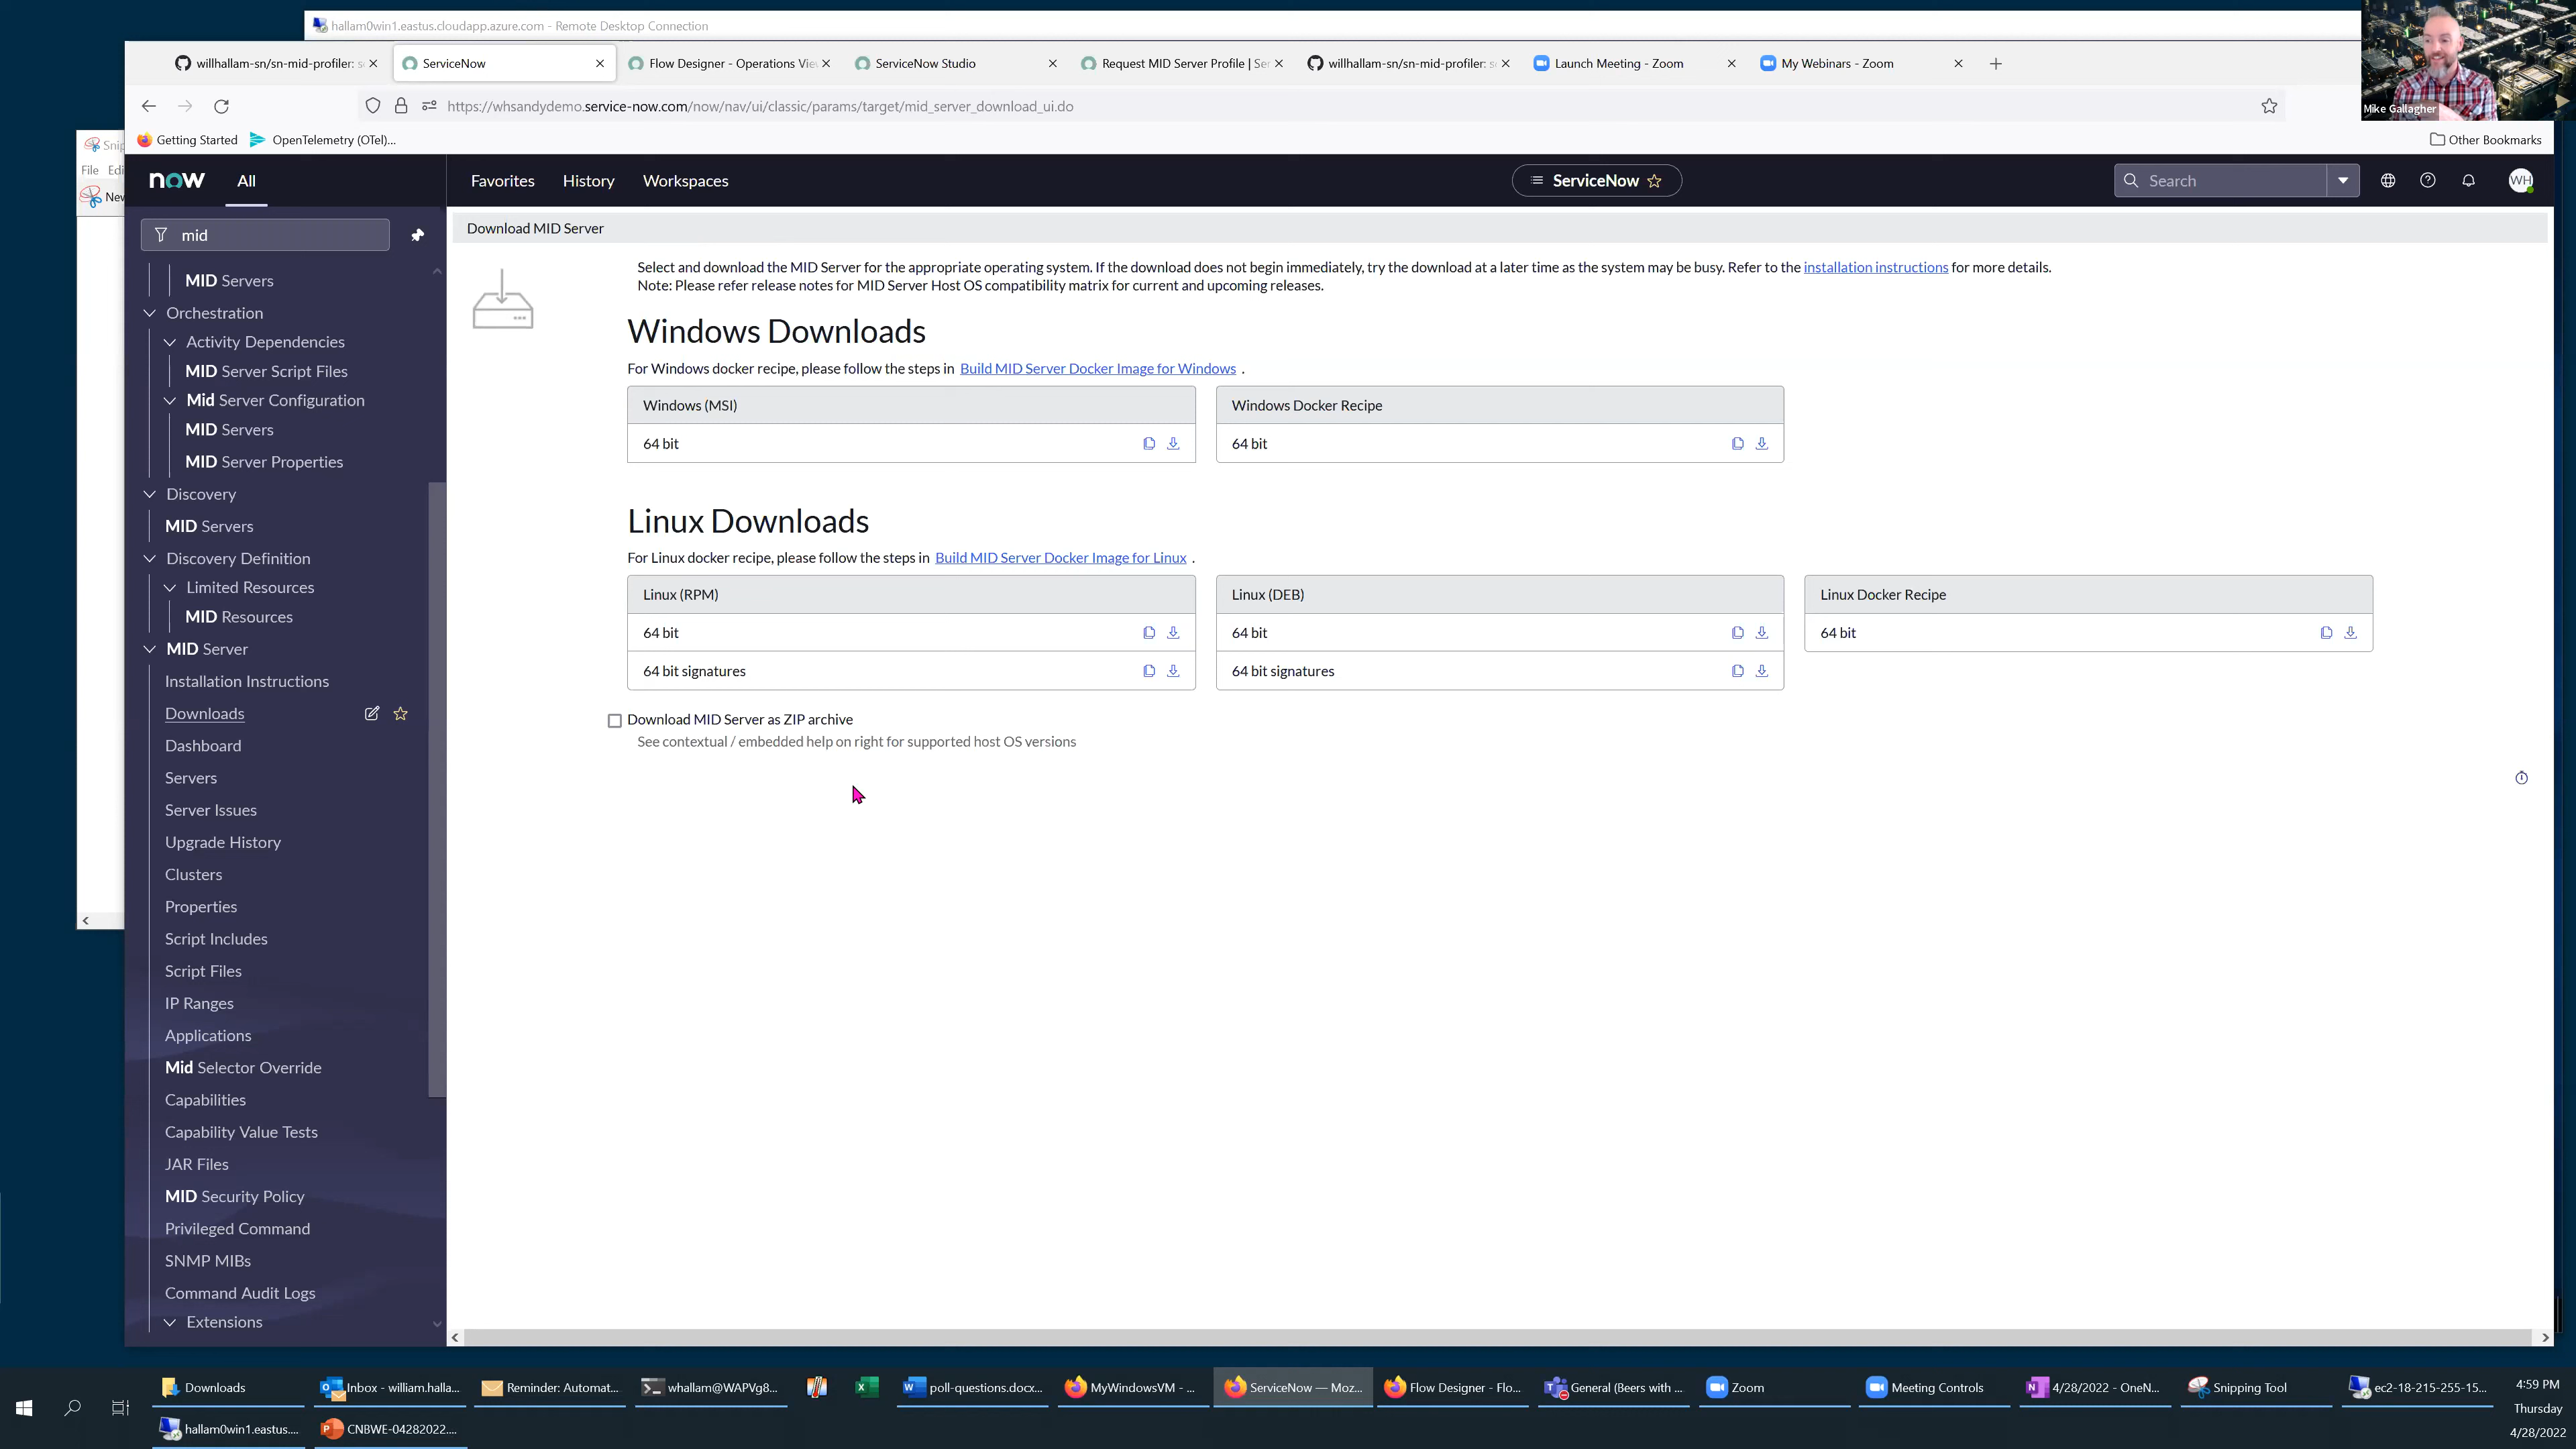 hallam0win1.eastus.cloudapp.azure.com - Remote Desktop Connection
willhallam-sn/sn-mid-profiler: s
ServiceNow
Flow Designer - Operations Vie
ServiceNow Studio
Request MID Server Profile | Ser
willhallam-sn/sn-mid-profiler: s
Launch Meeting - Zoom
My Webinars - Zoom
Mike Gallagher
https://whsandydemo.service-now.com/now/nav/ui/classic/params/target/mid_server_download_ui.do
Getting Started
OpenTelemetry (OTel)...
Other Bookmarks
Snip
File Edi
New
now
All
Favorites
History
Workspaces
ServiceNow
Search
WH
mid
MID Servers
Orchestration
Activity Dependencies
MID Server Script Files
Mid Server Configuration
MID Servers
MID Server Properties
Discovery
MID Servers
Discovery Definition
Limited Resources
MID Resources
MID Server
Installation Instructions
Downloads
Dashboard
Servers
Server Issues
Upgrade History
Clusters
Properties
Script Includes
Script Files
IP Ranges
Applications
Mid Selector Override
Capabilities
Capability Value Tests
JAR Files
MID Security Policy
Privileged Command
SNMP MIBs
Command Audit Logs
Extensions
Download MID Server
Select and download the MID Server for the appropriate operating system. If the download does not begin immediately, try the download at a later time as the system may be busy. Refer to the installation instructions for more details.
Note: Please refer release notes for MID Server Host OS compatibility matrix for current and upcoming releases.
Windows Downloads
For Windows docker recipe, please follow the steps in Build MID Server Docker Image for Windows .
Windows (MSI)
64 bit
Windows Docker Recipe
64 bit
Linux Downloads
For Linux docker recipe, please follow the steps in Build MID Server Docker Image for Linux .
Linux (RPM)
64 bit
64 bit signatures
Linux (DEB)
64 bit
64 bit signatures
Linux Docker Recipe
64 bit
Download MID Server as ZIP archive
See contextual / embedded help on right for supported host OS versions
Downloads
Inbox - william.halla...
Reminder: Automat...
whallam@WAPVg8...
poll-questions.docx...
MyWindowsVM - ...
ServiceNow — Moz...
Flow Designer - Flo...
General (Beers with ...
Zoom
Meeting Controls
4/28/2022 - OneN...
Snipping Tool
ec2-18-215-255-15...
hallam0win1.eastus....
CNBWE-04282022....
4:59 PM
Thursday
4/28/2022